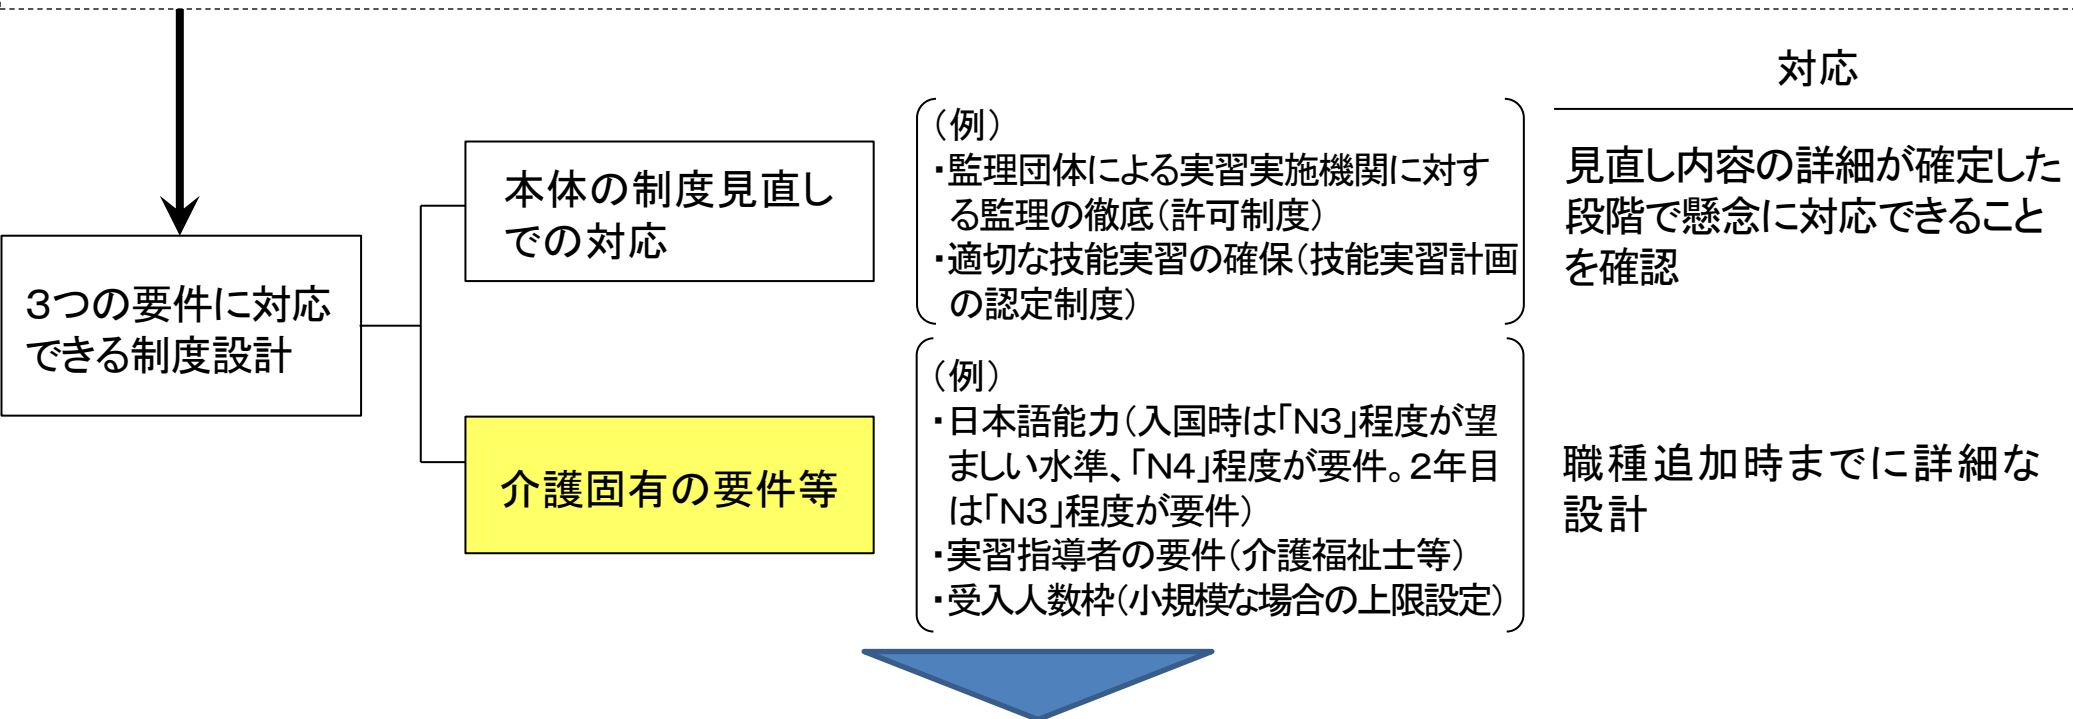 対応
3つの要件に対応
できる制度設計
本体の制度見直し
での対応
（例）
・監理団体による実習実施機関に対す
る監理の徹底（許可制度）
・適切な技能実習の確保（技能実習計画
の認定制度）
見直し内容の詳細が確定した
段階で懸念に対応できること
を確認
介護固有の要件等
（例）
・日本語能力（入国時は「N3」程度が望
ましい水準、「N4」程度が要件。2年目
は「N3」程度が要件）
・実習指導者の要件（介護福祉士等）
・受入人数枠（小規模な場合の上限設定）
職種追加時までに詳細な
設計